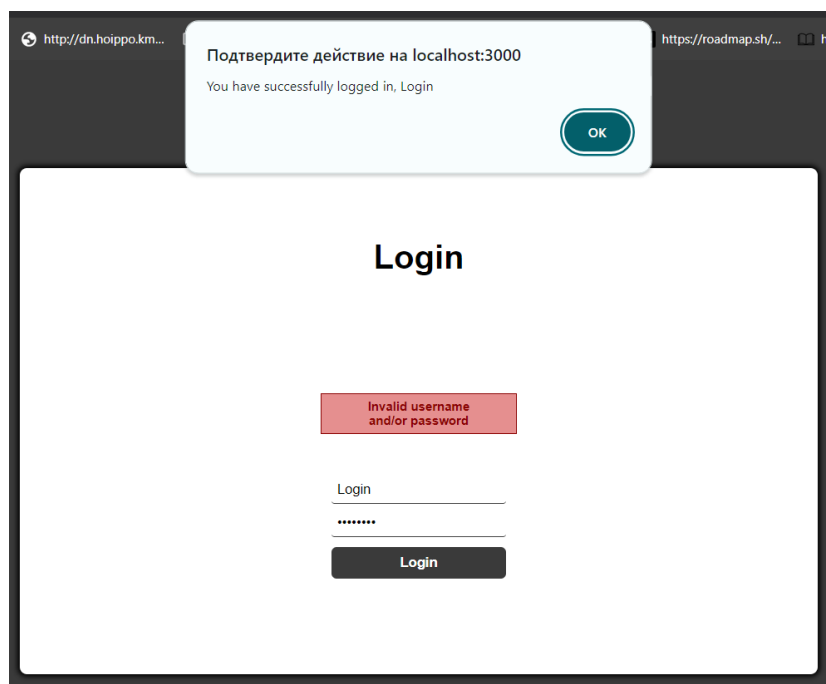 http://dn.hoippo.km...
https://roadmap.sh/...
h
Подтвердите действие на localhost:3000
You have successfully logged in, Login
ОК
Login
Invalid username
and/or password
Login
••••••••
Login